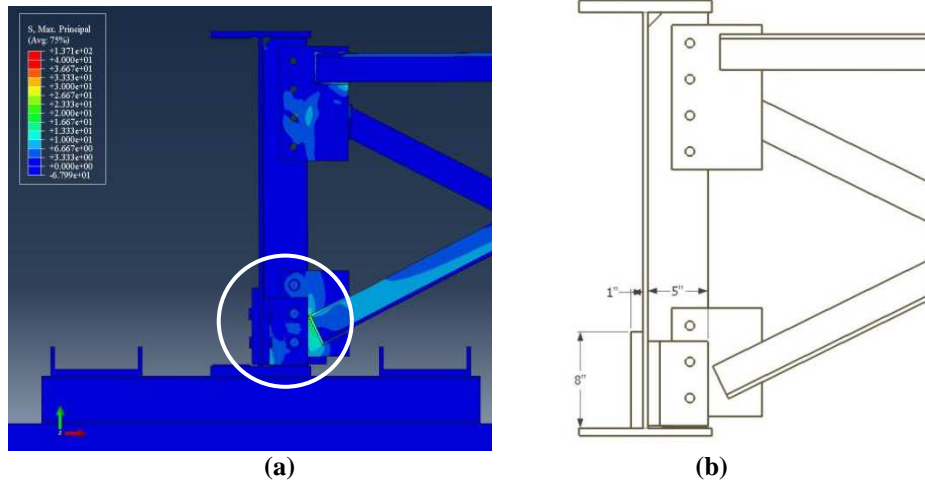 S, Max. Principal
(Avg: 75%)
+1.371e+02
+4.000e+01
+3.667e+01
+3.333e+01
+3.000e+01
+2.667e+01
+2.333e+01
+2.000e+01
+1.667e+01
+1.333e+01
+1.000e+01
+6.667e+00
+3.333e+00
+0.000e+00
-6.799e+01
Z
1"
5"
8"
(a)
(b)